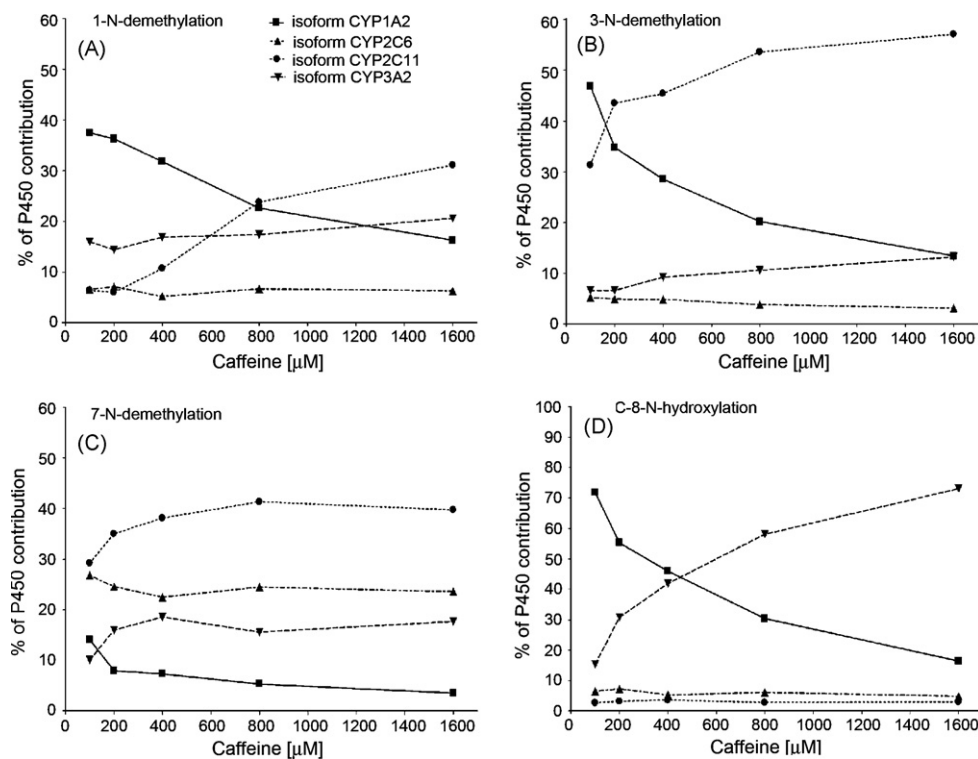 1-N-demethylation
(A)
isoform CYP1A2
isoform CYP2C6
isoform CYP2C11
isoform CYP3A2
% of P450 contribution
60
50
40
30
20
10
0
0 200 400 600 800 1000 1200 1400 1600
Caffeine [µM]
3-N-demethylation
(B)
% of P450 contribution
60
50
40
30
20
10
0
0 200 400 600 800 1000 1200 1400 1600
Caffeine [µM]
7-N-demethylation
(C)
% of P450 contribution
60
50
40
30
20
10
0
0 200 400 600 800 1000 1200 1400 1600
Caffeine [µM]
C-8-N-hydroxylation
(D)
% of P450 contribution
100
90
80
70
60
50
40
30
20
10
0
0 200 400 600 800 1000 1200 1400 1600
Caffeine [µM]